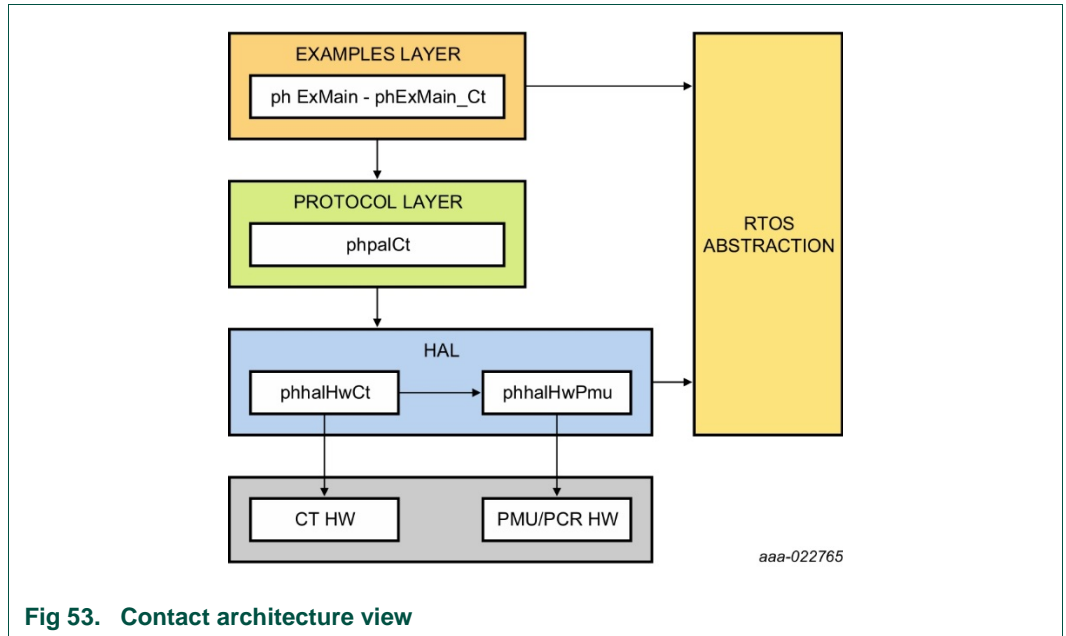 EXAMPLES LAYER
ph ExMain - phExMain_Ct
PROTOCOL LAYER
phpalCt
RTOS
ABSTRACTION
HAL
phhalHwCt
phhalHwPmu
CT HW
PMU/PCR HW
aaa-022765
Fig 53. Contact architecture view